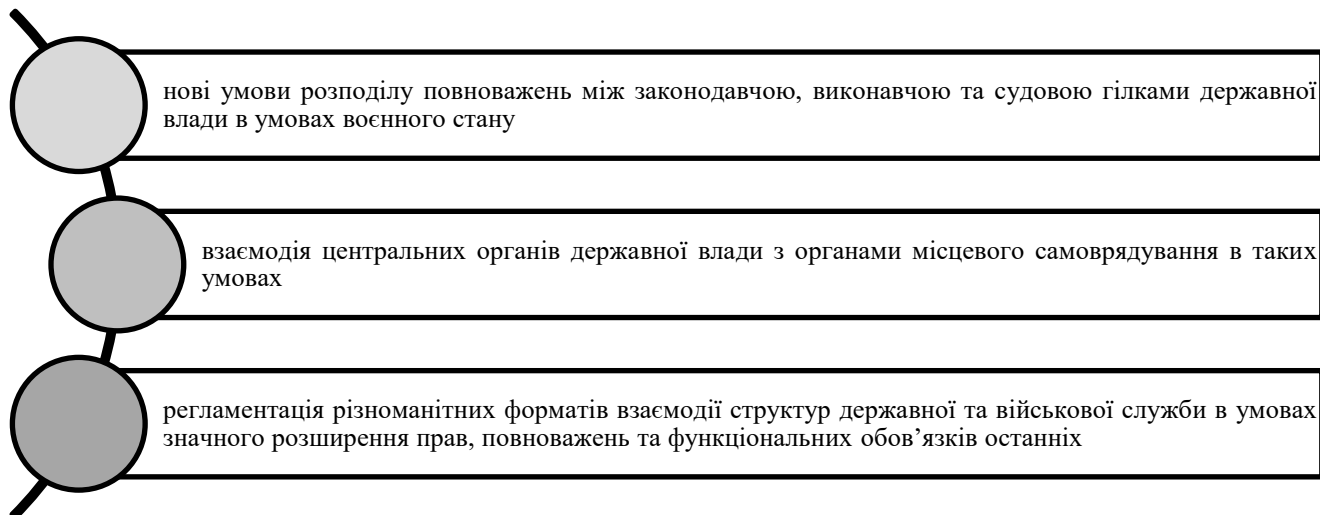 нові умови розподілу повноважень між законодавчою, виконавчою та судовою гілками державної
влади в умовах воєнного стану
взаємодія центральних органів державної влади з органами місцевого самоврядування в таких
умовах
регламентація різноманітних форматів взаємодії структур державної та військової служби в умовах
значного розширення прав, повноважень та функціональних обов’язків останніх